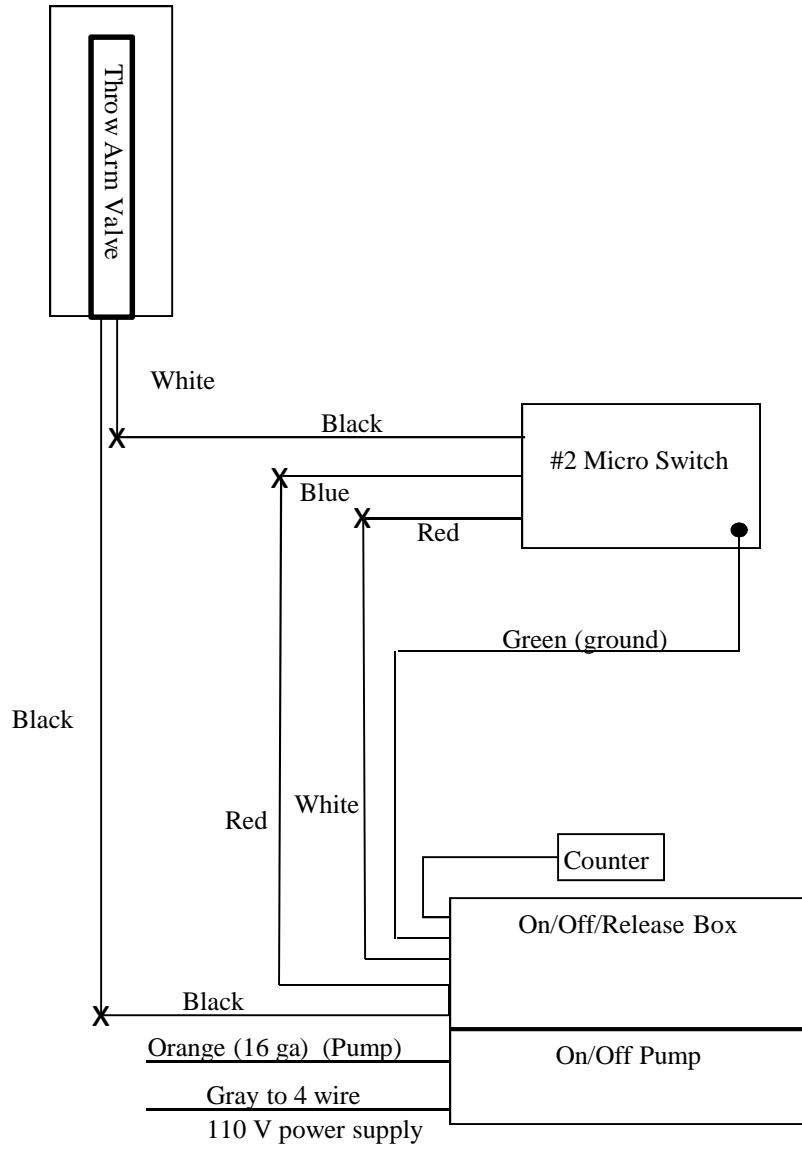 Throw Arm Valve
White
Black
#2 Micro Switch
Blue
Red
Green (ground)
Black
Red
White
Counter
On/Off/Release Box
Black
Orange (16 ga) (Pump)
On/Off Pump
Gray to 4 wire
110 V power supply